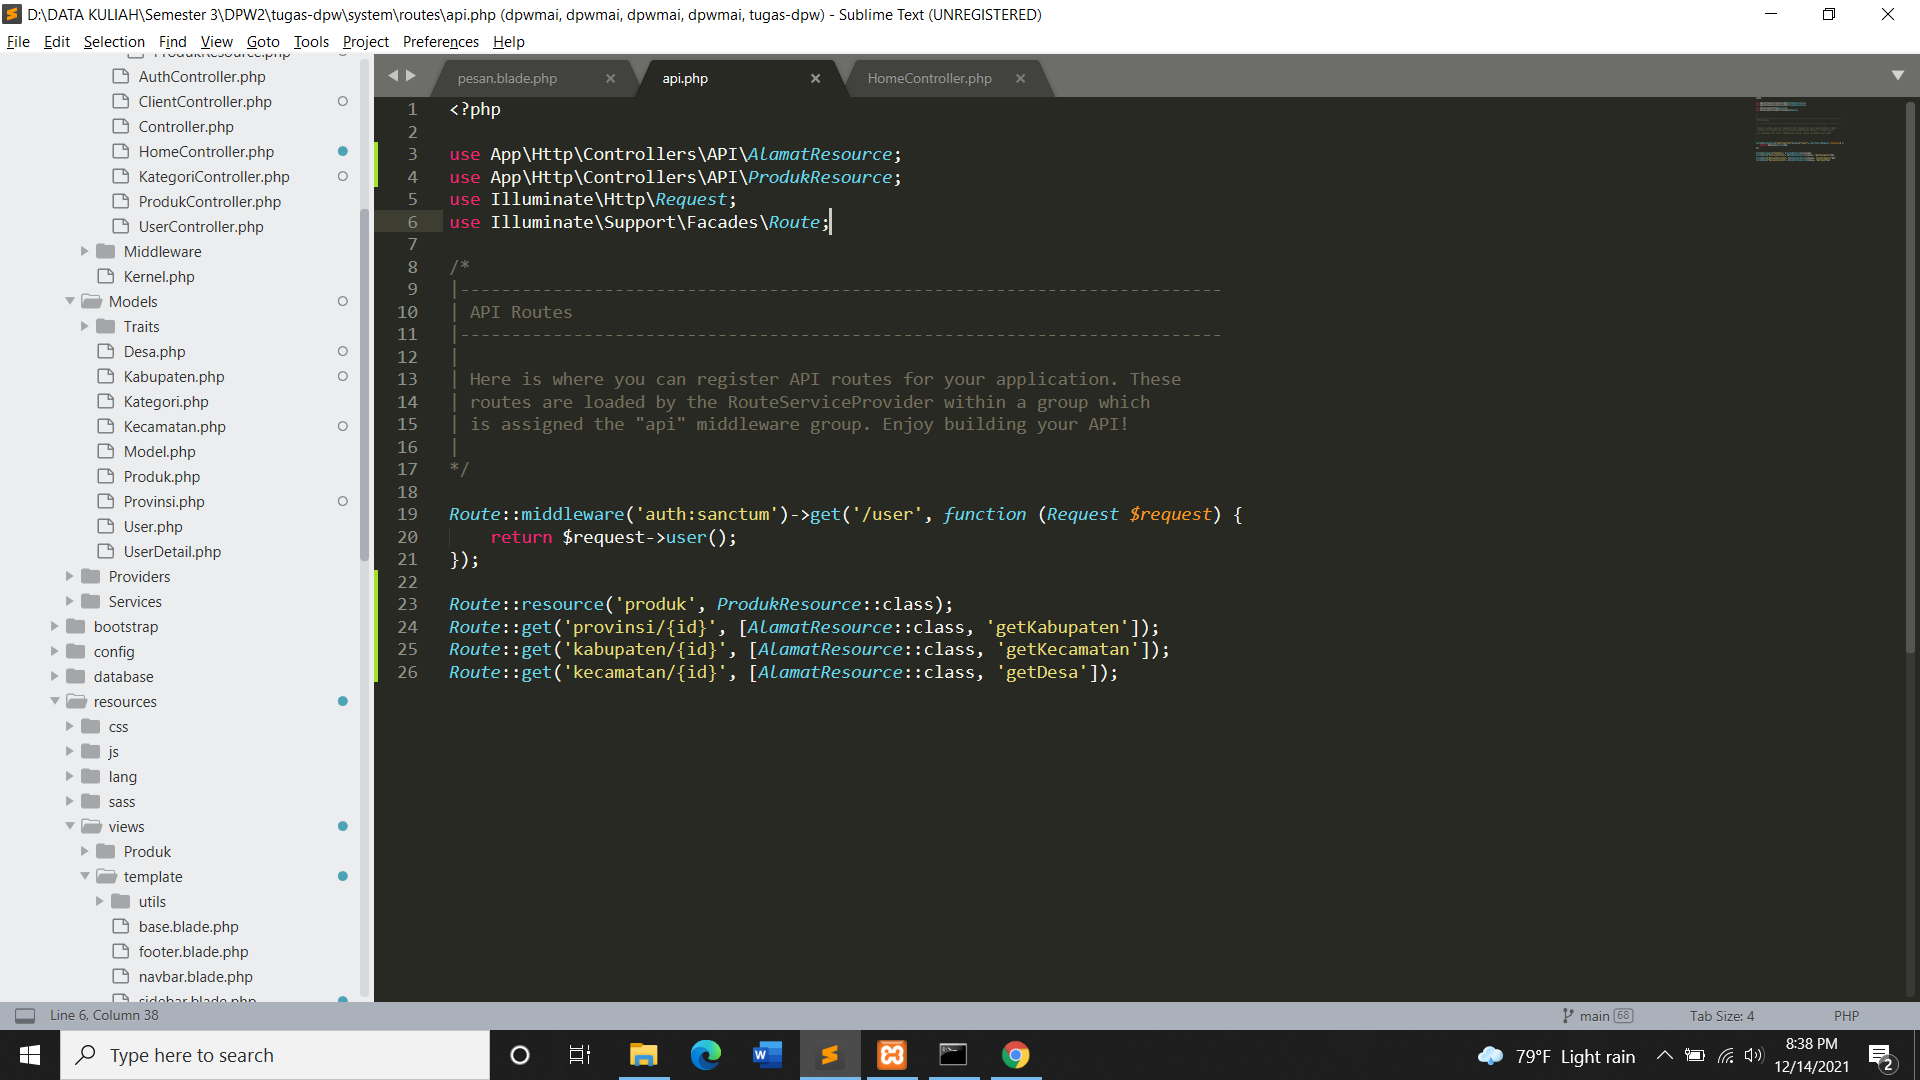 D:\DATA KULIAH\Semester 3\DPW2\tugas-dpw\system\routes\api.php (dpwmai, dpwmai, dpwmai, dpwmai, tugas-dpw) - Sublime Text (UNREGISTERED)
File Edit Selection Find View Goto Tools Project Preferences Help
ProdukResource.php
AuthController.php
ClientController.php
Controller.php
HomeController.php
KategoriController.php
ProdukController.php
UserController.php
Middleware
Kernel.php
Models
Traits
Desa.php
Kabupaten.php
Kategori.php
Kecamatan.php
Model.php
Produk.php
Provinsi.php
User.php
UserDetail.php
Providers
Services
bootstrap
config
database
resources
css
js
lang
sass
views
Produk
template
utils
base.blade.php
footer.blade.php
navbar.blade.php
sidebar.blade.php
pesan.blade.php
api.php
HomeController.php
1 <?php
2
3 use App\Http\Controllers\API\AlamatResource;
4 use App\Http\Controllers\API\ProdukResource;
5 use Illuminate\Http\Request;
6 use Illuminate\Support\Facades\Route;
7
8 /*
9 |--------------------------------------------------------------------------
10 | API Routes
11 |--------------------------------------------------------------------------
12 |
13 | Here is where you can register API routes for your application. These
14 | routes are loaded by the RouteServiceProvider within a group which
15 | is assigned the "api" middleware group. Enjoy building your API!
16 |
17 */
18
19 Route::middleware('auth:sanctum')->get('/user', function (Request $request) {
20     return $request->user();
21 });
22
23 Route::resource('produk', ProdukResource::class);
24 Route::get('provinsi/{id}', [AlamatResource::class, 'getKabupaten']);
25 Route::get('kabupaten/{id}', [AlamatResource::class, 'getKecamatan']);
26 Route::get('kecamatan/{id}', [AlamatResource::class, 'getDesa']);
Line 6, Column 38
main 68
Tab Size: 4
PHP
Type here to search
79°F Light rain
8:38 PM
12/14/2021
2